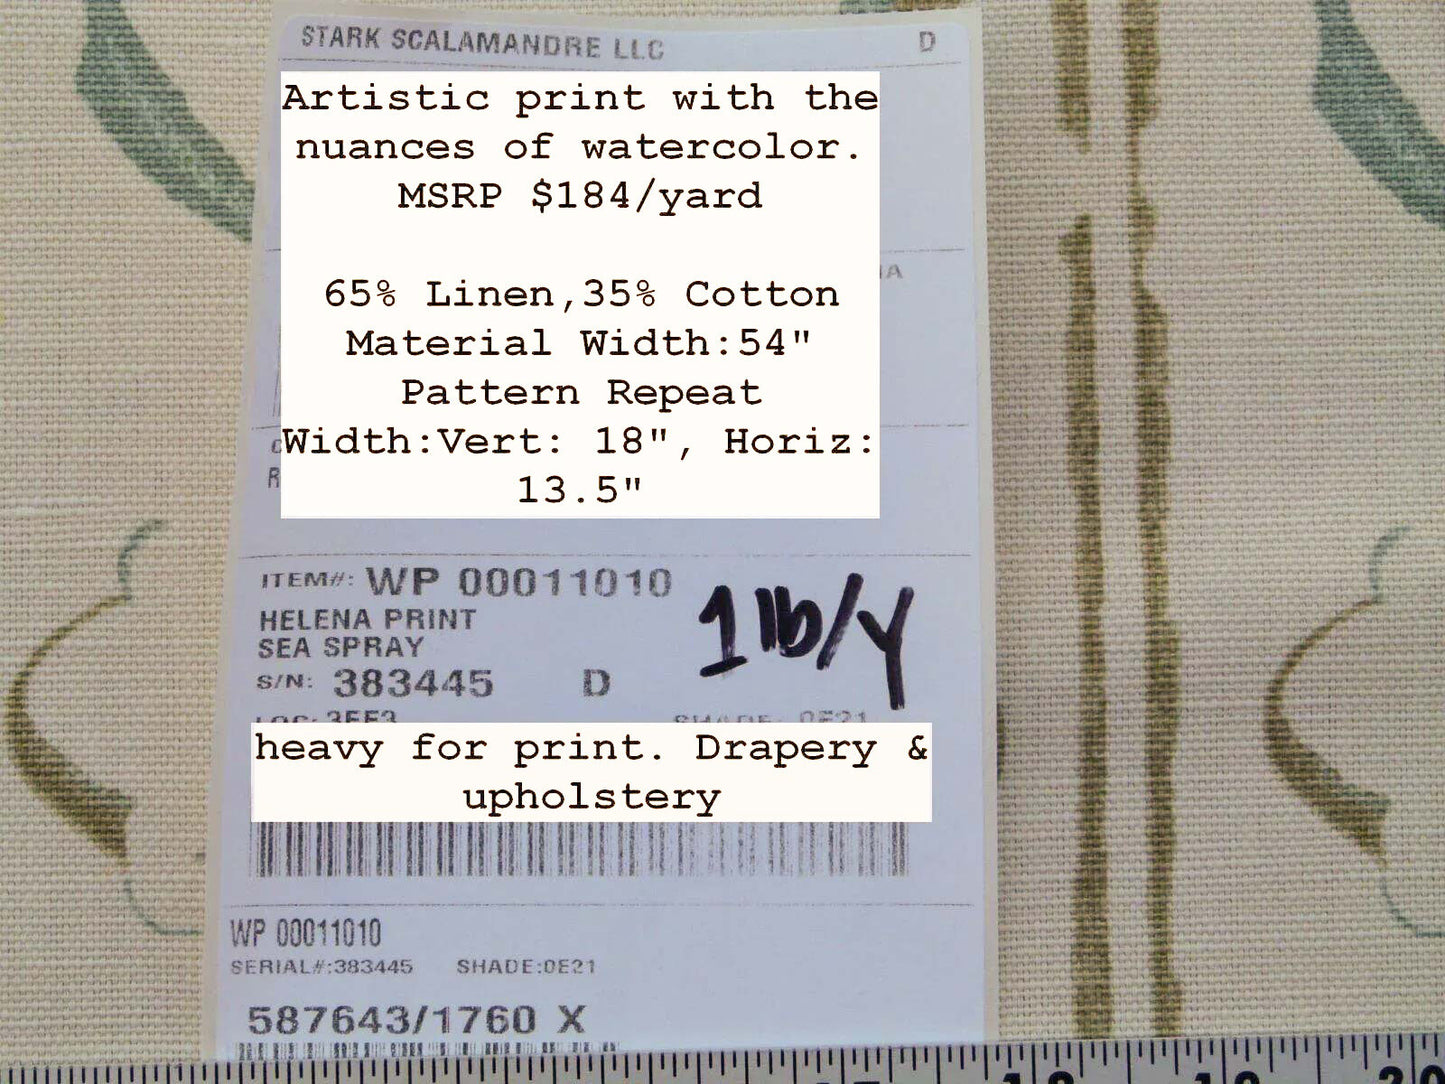 STARK SCALAMANDRE LLC D
Artistic print with the
nuances of watercolor.
MSRP $184/yard
65% Linen,35% Cotton
Material Width:54"
Pattern Repeat
Width:Vert: 18", Horiz:
13.5"
ITEM#: WP 00011010
HELENA PRINT
SEA SPRAY
1 lb/Y
S/N: 383445 D
heavy for print. Drapery &
upholstery
WP 00011010
SERIAL#:383445 SHADE:0E21
587643/1760 X